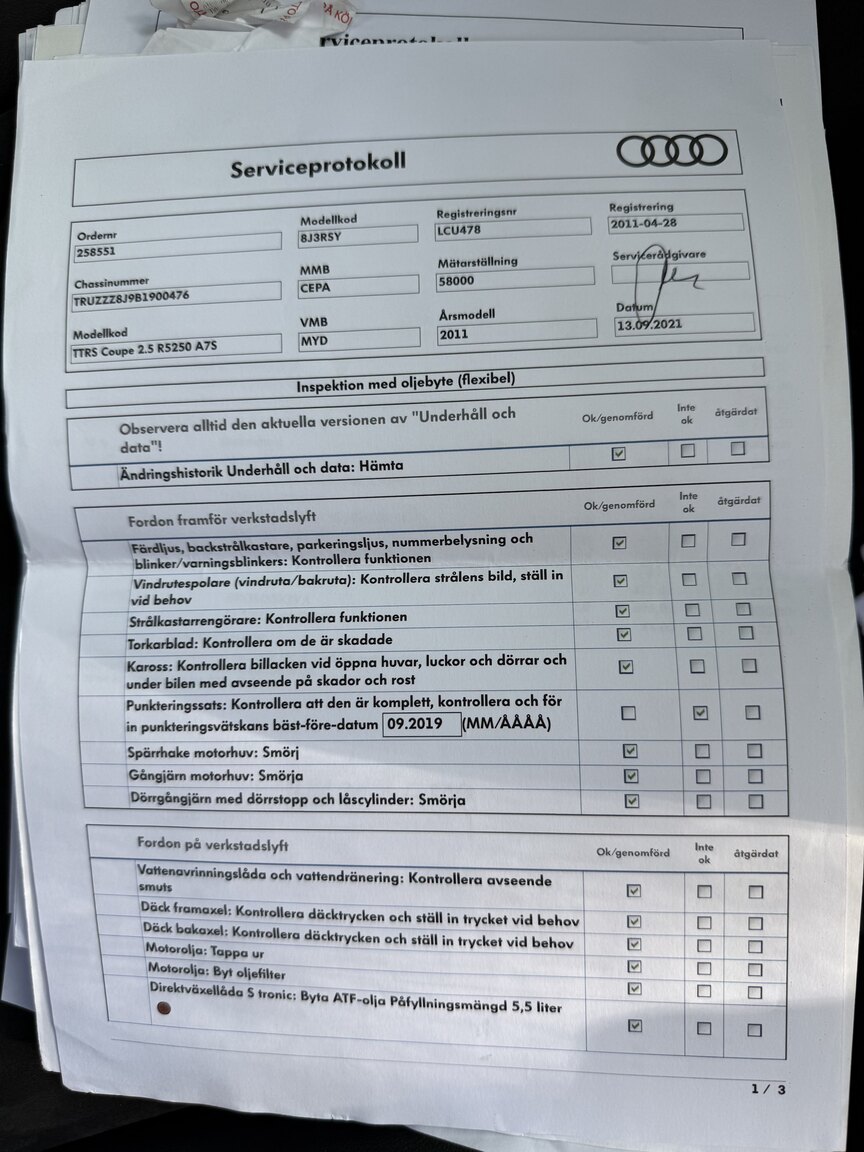 Serviceprotokoll
Ordernr
258551
Modellkod
8J3RSY
Registreringsnr
LCU478
Registrering
2011-04-28
Chassinummer
TRUZZZ8J9B1900476
MMB
CEPA
Mätarställning
58000
Servicerådgivare
Modellkod
TTRS Coupe 2.5 R5250 A7S
VMB
MYD
Årsmodell
2011
Datum
13.09.2021
Inspektion med oljebyte (flexibel)
Observera alltid den aktuella versionen av "Underhåll och
data"!
Ok/genomförd
Inte
ok
åtgärdat
Ändringshistorik Underhåll och data: Hämta
Fordon framför verkstadslyft
Ok/genomförd
Inte
ok
åtgärdat
Färdljus, backstrålkastare, parkeringsljus, nummerbelysning och
blinker/varningsblinkers: Kontrollera funktionen
Vindrutespolare (vindruta/bakruta): Kontrollera strålens bild, ställ in
vid behov
Strålkastarrengörare: Kontrollera funktionen
Torkarblad: Kontrollera om de är skadade
Kaross: Kontrollera billacken vid öppna huvar, luckor och dörrar och
under bilen med avseende på skador och rost
Punkteringssats: Kontrollera att den är komplett, kontrollera och för
in punkteringsvätskans bäst-före-datum 09.2019 (MM/ÅÅÅÅ)
Spärrhake motorhuv: Smörj
Gångjärn motorhuv: Smörja
Dörrgångjärn med dörrstopp och låscylinder: Smörja
Fordon på verkstadslyft
Ok/genomförd
Inte
ok
åtgärdat
Vattenavrinningslåda och vattendränering: Kontrollera avseende
smuts
Däck framaxel: Kontrollera däcktrycken och ställ in trycket vid behov
Däck bakaxel: Kontrollera däcktrycken och ställ in trycket vid behov
Motorolja: Tappa ur
Motorolja: Byt oljefilter
Direktväxellåda S tronic: Byta ATF-olja Påfyllningsmängd 5,5 liter
1 / 3